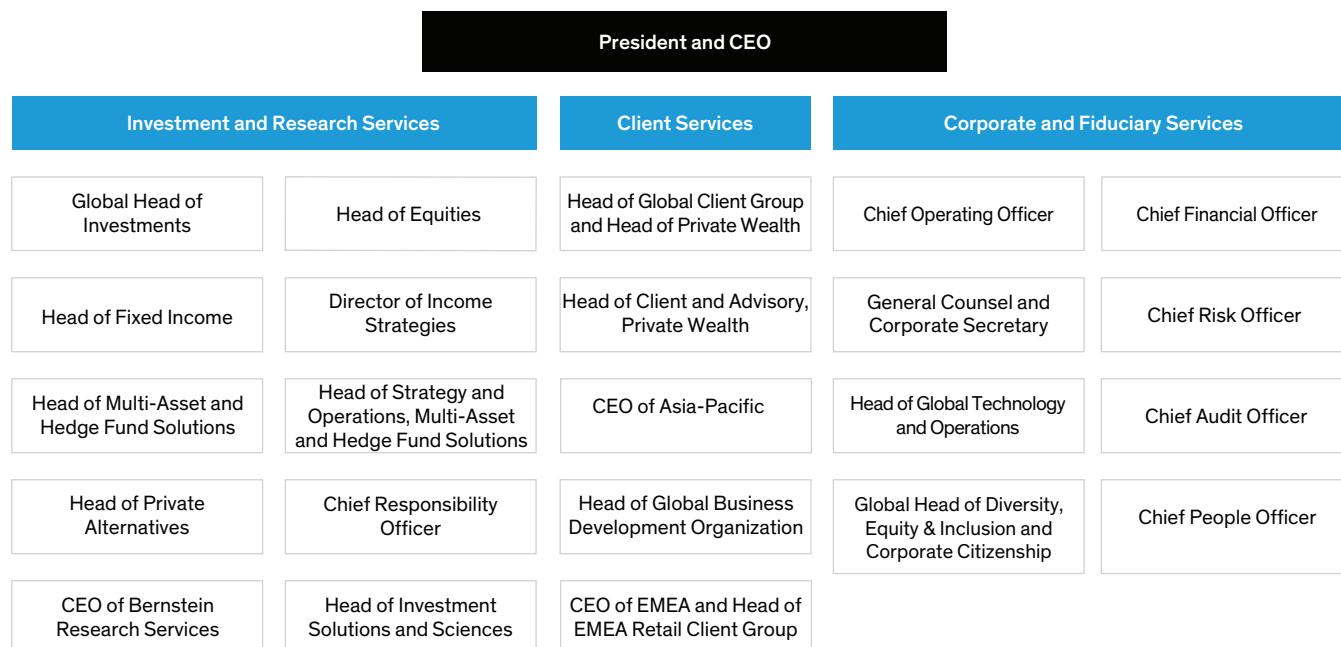 President and CEO
Investment and Research Services
Client Services
Corporate and Fiduciary Services
Global Head of
Investments
Head of Equities
Head of Global Client Group
and Head of Private Wealth
Chief Operating Officer
Chief Financial Officer
Head of Fixed Income
Director of Income
Strategies
Head of Client and Advisory,
Private Wealth
General Counsel and
Corporate Secretary
Chief Risk Officer
Head of Multi-Asset and
Hedge Fund Solutions
Head of Strategy and
Operations, Multi-Asset
and Hedge Fund Solutions
CEO of Asia-Pacific
Head of Global Technology
and Operations
Chief Audit Officer
Head of Private
Alternatives
Chief Responsibility
Officer
Head of Global Business
Development Organization
Global Head of Diversity,
Equity & Inclusion and
Corporate Citizenship
Chief People Officer
CEO of Bernstein
Research Services
Head of Investment
Solutions and Sciences
CEO of EMEA and Head of
EMEA Retail Client Group